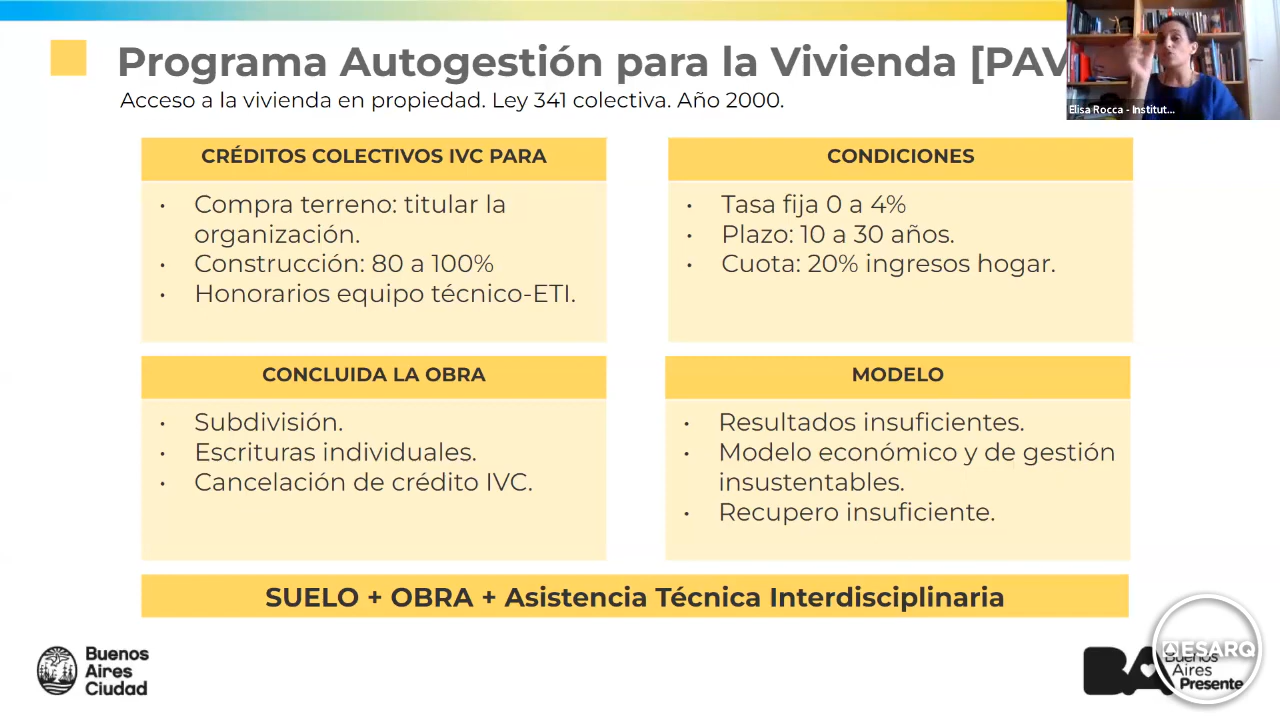 Programa Autogestión para la Vivienda [PAV
Acceso a la vivienda en propiedad. Ley 341 colectiva. Año 2000.
Elisa Rocca - Institut...
CRÉDITOS COLECTIVOS IVC PARA
• Compra terreno: titular la
organización.
• Construcción: 80 a 100%
• Honorarios equipo técnico-ETI.
CONDICIONES
• Tasa fija 0 a 4%
• Plazo: 10 a 30 años.
• Cuota: 20% ingresos hogar.
CONCLUIDA LA OBRA
• Subdivisión.
• Escrituras individuales.
• Cancelación de crédito IVC.
MODELO
• Resultados insuficientes.
• Modelo económico y de gestión
insustentables.
• Recupero insuficiente.
SUELO + OBRA + Asistencia Técnica Interdisciplinaria
Buenos
Aires
Ciudad
BA
Buenos
Aires
Presente
ESARQ